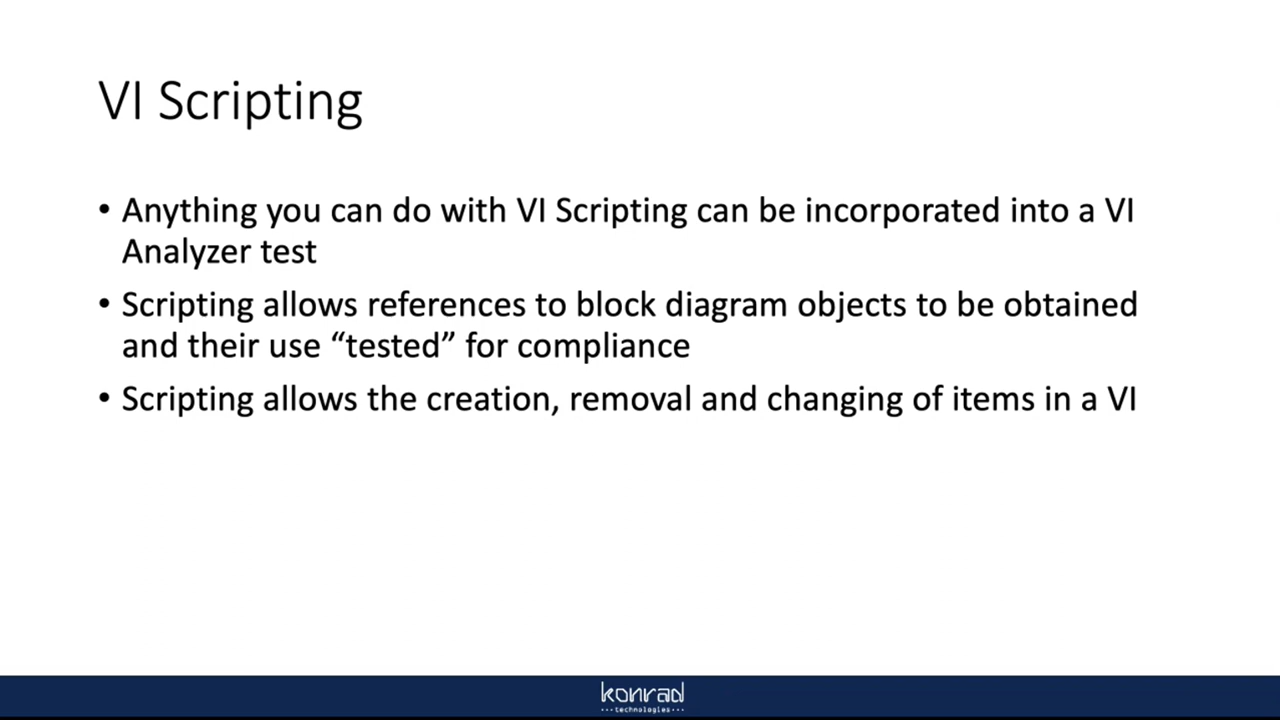 VI Scripting
• Anything you can do with VI Scripting can be incorporated into a VI
Analyzer test
• Scripting allows references to block diagram objects to be obtained
and their use “tested” for compliance
• Scripting allows the creation, removal and changing of items in a VI
konrad
technologies